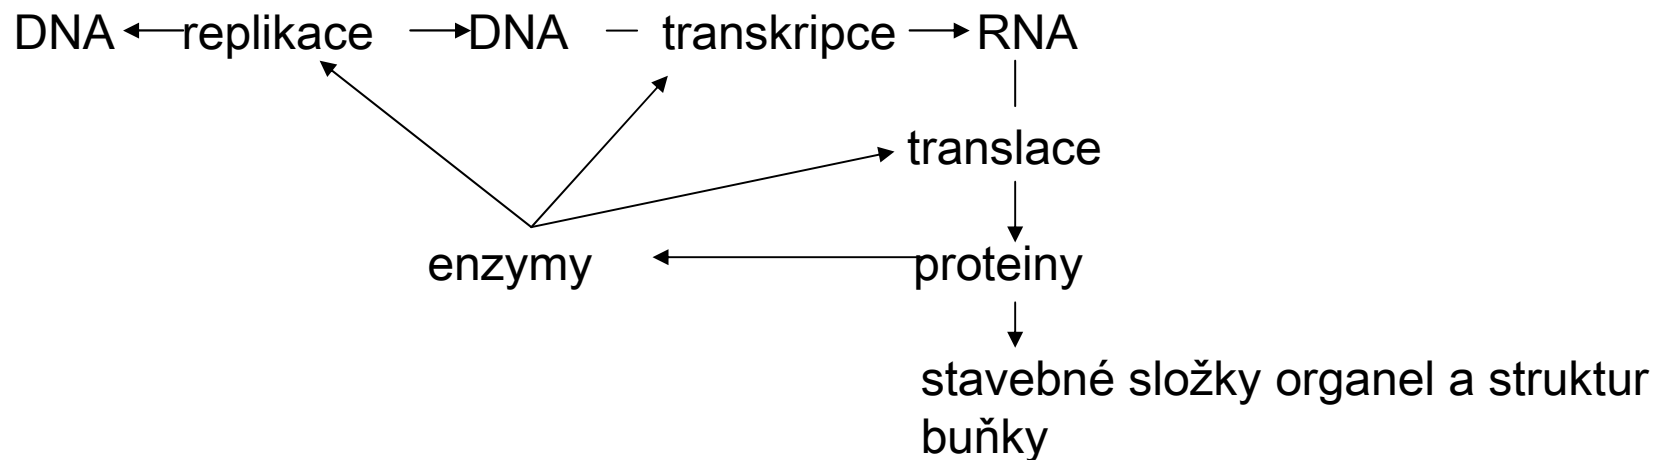 DNA replikace DNA transkripce RNA
translace
enzymy proteiny
stavebné složky organel a struktur
buňky